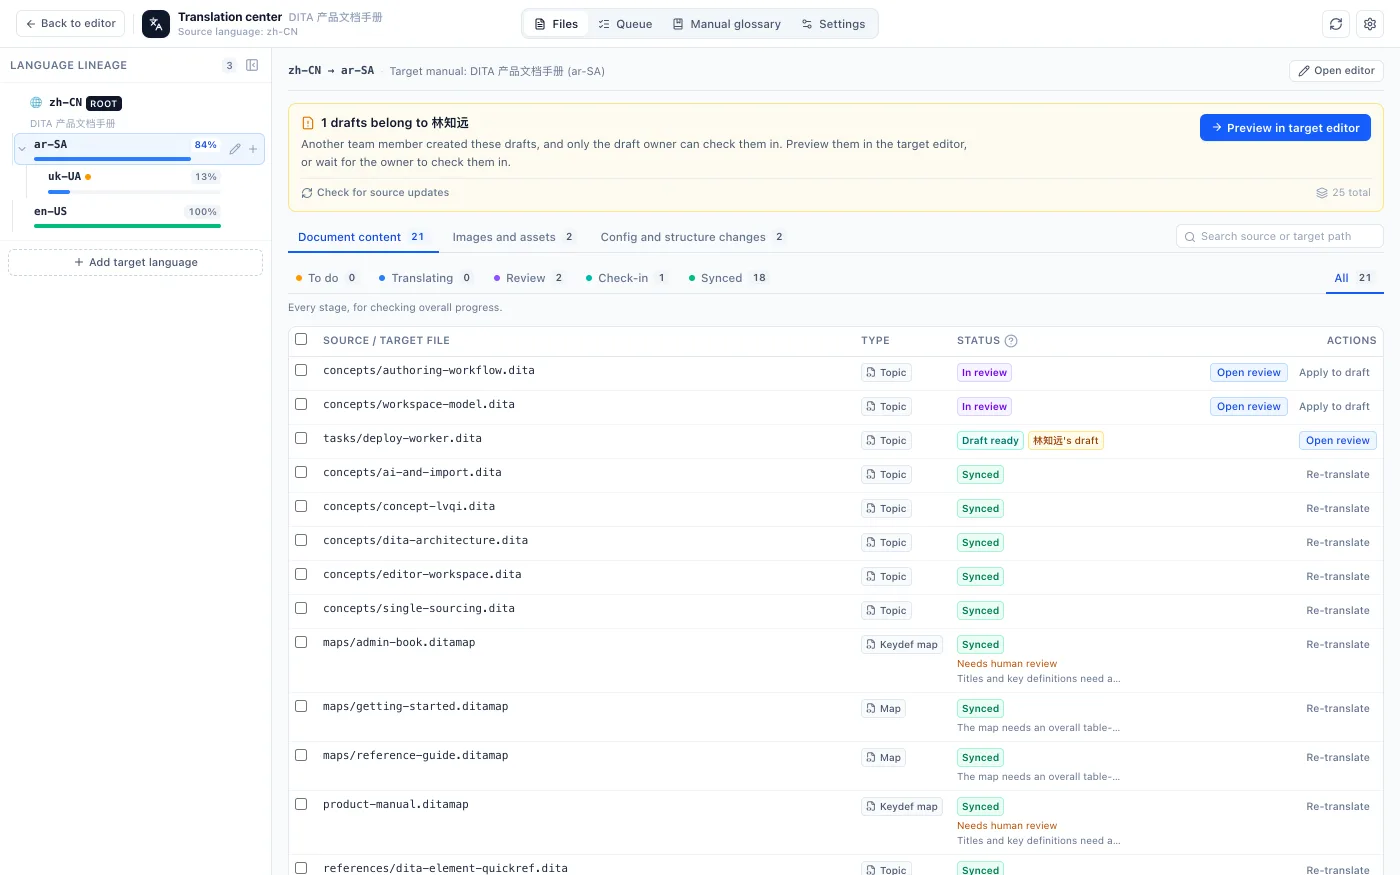 Back to editor
Translation center DITA 产品文档手册
Source language: zh-CN
Files
Queue
Manual glossary
Settings
LANGUAGE LINEAGE 3
zh-CN ROOT
DITA 产品文档手册
ar-SA 84%
uk-UA 13%
en-US 100%
+ Add target language
zh-CN → ar-SA · Target manual: DITA 产品文档手册 (ar-SA)
Open editor
1 drafts belong to 林知远
Another team member created these drafts, and only the draft owner can check them in. Preview them in the target editor,
or wait for the owner to check them in.
→ Preview in target editor
Check for source updates
25 total
Document content 21
Images and assets 2
Config and structure changes 2
Search source or target path
To do 0
Translating 0
Review 2
Check-in 1
Synced 18
All 21
Every stage, for checking overall progress.
SOURCE / TARGET FILE TYPE STATUS ? ACTIONS
concepts/authoring-workflow.dita Topic In review Open review Apply to draft
concepts/workspace-model.dita Topic In review Open review Apply to draft
tasks/deploy-worker.dita Topic Draft ready 林知远's draft Open review
concepts/ai-and-import.dita Topic Synced Re-translate
concepts/concept-lvqi.dita Topic Synced Re-translate
concepts/dita-architecture.dita Topic Synced Re-translate
concepts/editor-workspace.dita Topic Synced Re-translate
concepts/single-sourcing.dita Topic Synced Re-translate
maps/admin-book.ditamap Keydef map Synced Re-translate
Needs human review
Titles and key definitions need a...
maps/getting-started.ditamap Map Synced Re-translate
The map needs an overall table-...
maps/reference-guide.ditamap Map Synced Re-translate
The map needs an overall table-...
product-manual.ditamap Keydef map Synced Re-translate
Needs human review
Titles and key definitions need a...
references/dita-element-quickref.dita Topic Synced Re-translate